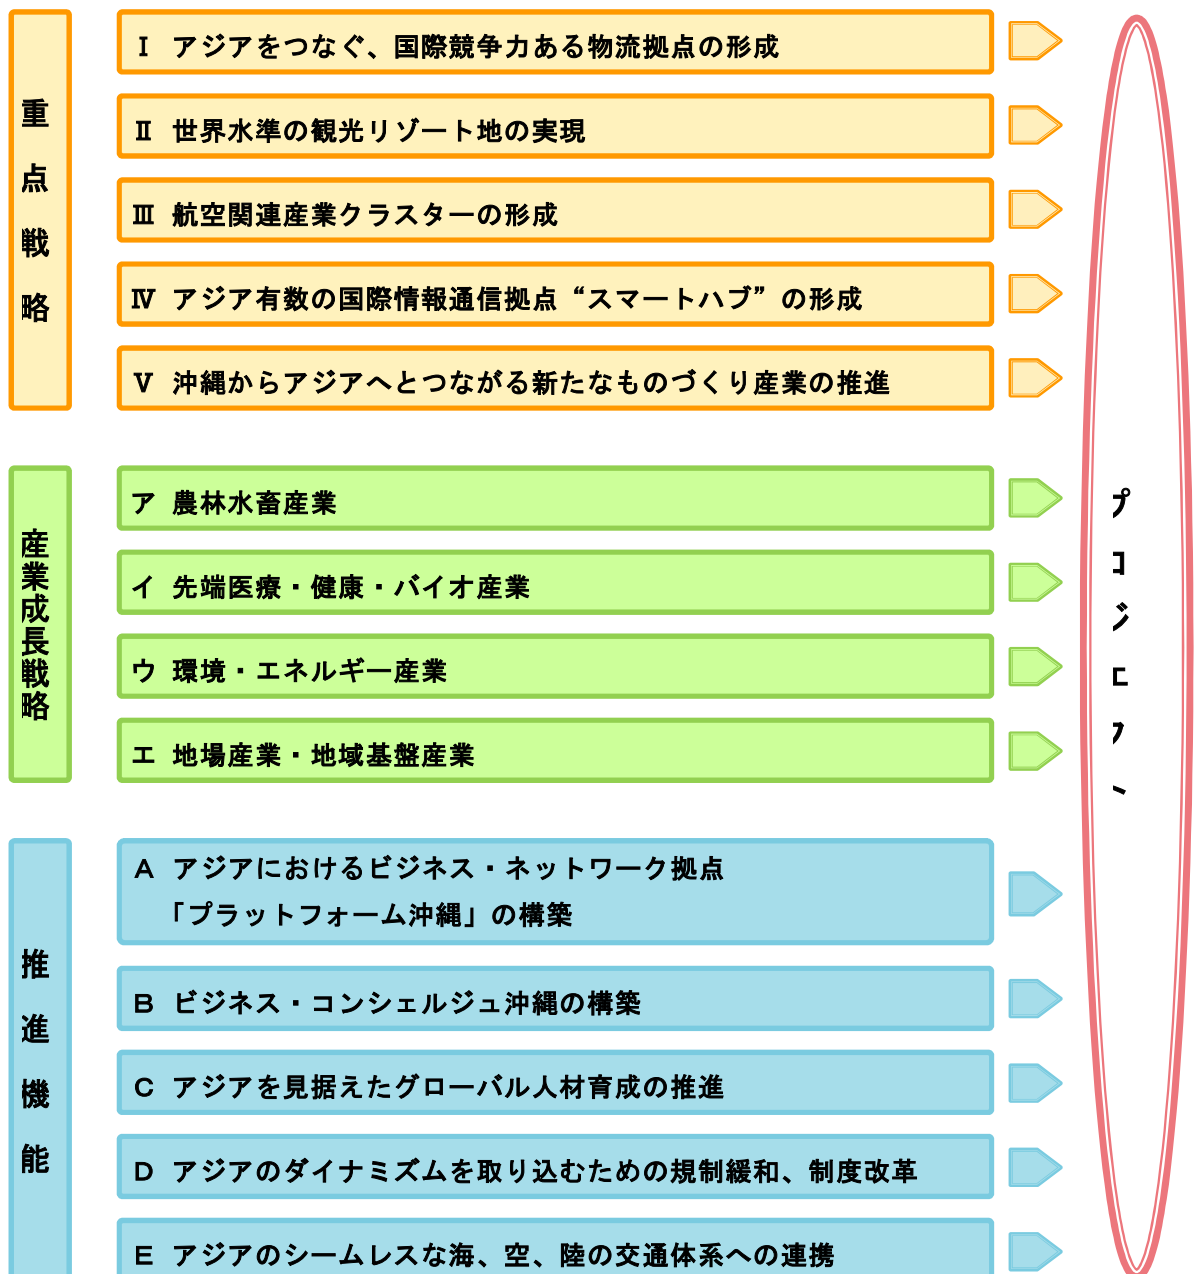 重点戦略
Ⅰ アジアをつなぐ、国際競争力ある物流拠点の形成
Ⅱ 世界水準の観光リゾート地の実現
Ⅲ 航空関連産業クラスターの形成
Ⅳ アジア有数の国際情報通信拠点“スマートハブ”の形成
Ⅴ 沖縄からアジアへとつながる新たなものづくり産業の推進
産業成長戦略
ア 農林水畜産業
イ 先端医療・健康・バイオ産業
ウ 環境・エネルギー産業
エ 地場産業・地域基盤産業
推進機能
A アジアにおけるビジネス・ネットワーク拠点
「プラットフォーム沖縄」の構築
B ビジネス・コンシェルジュ沖縄の構築
C アジアを見据えたグローバル人材育成の推進
D アジアのダイナミズムを取り込むための規制緩和、制度改革
E アジアのシームレスな海、空、陸の交通体系への連携
プロジェクト